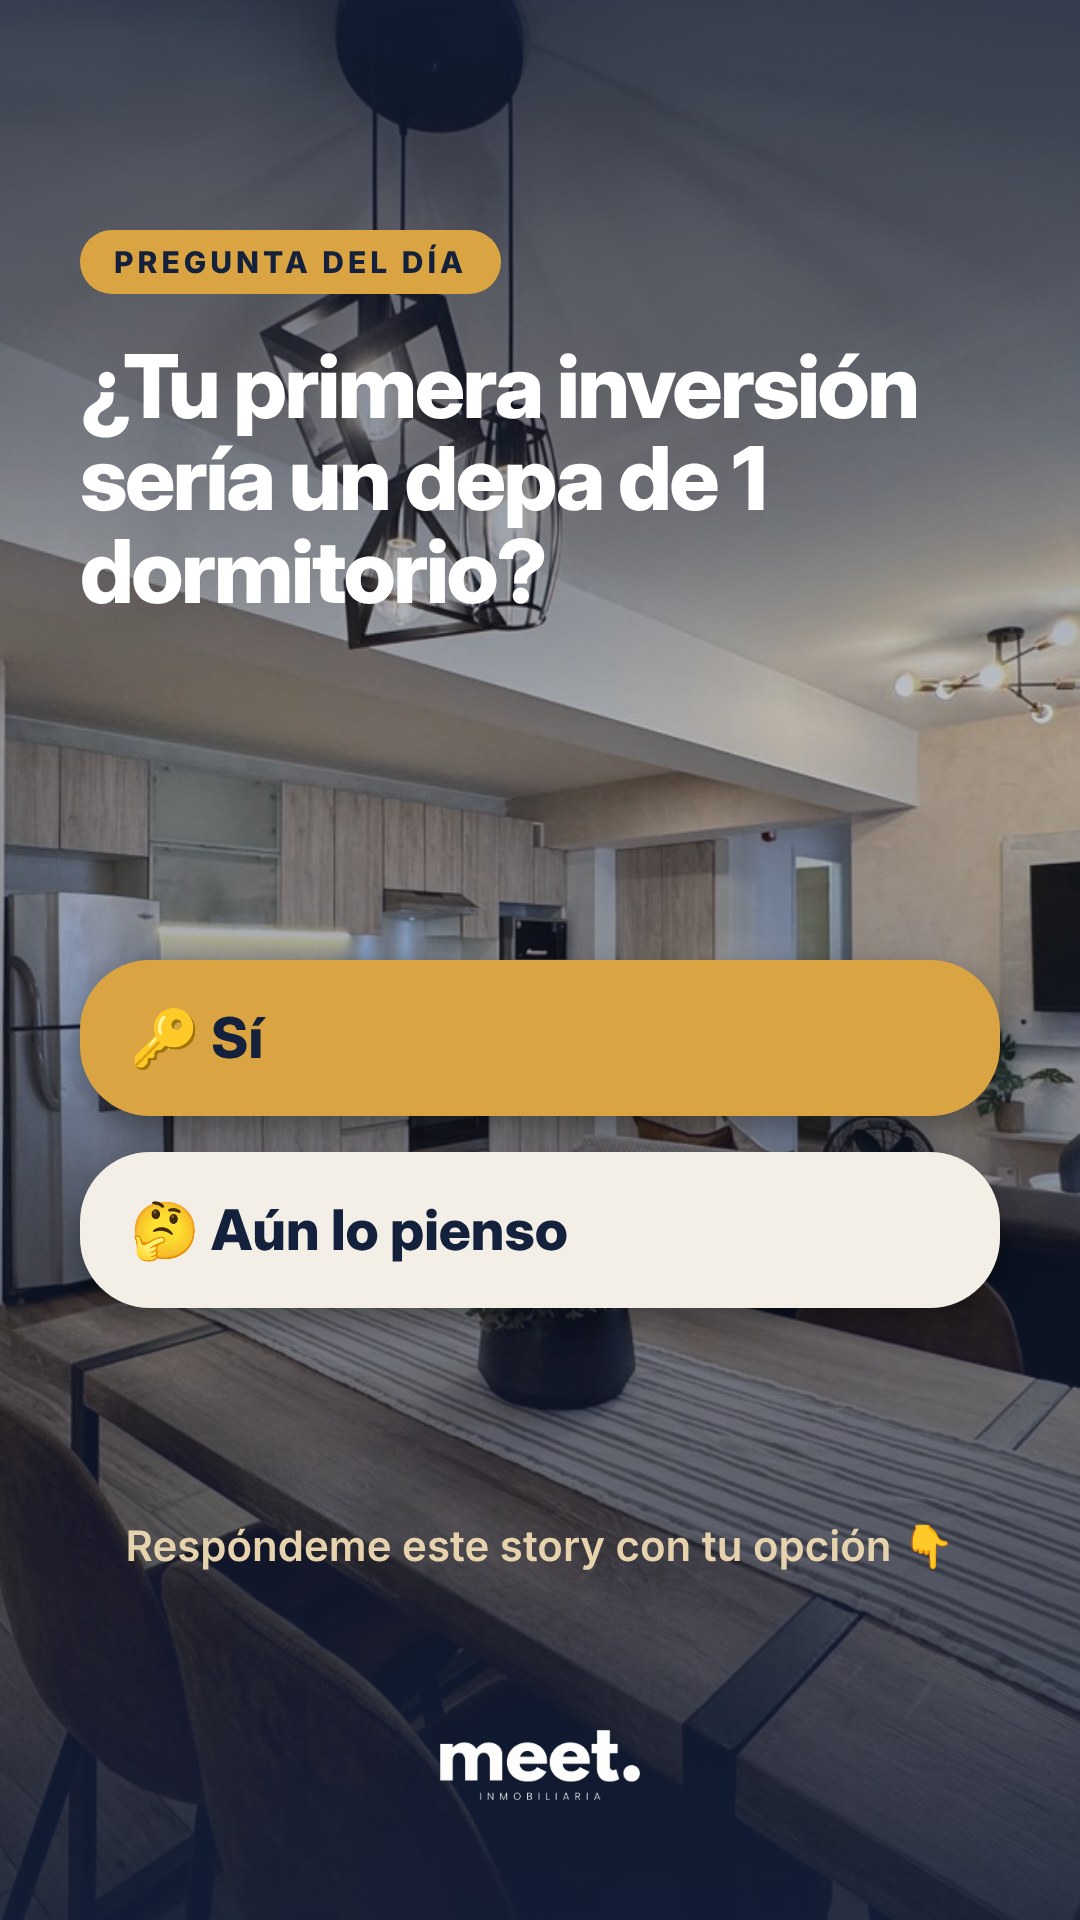 PREGUNTA DEL DÍA
¿Tu primera inversión
sería un depa de 1
dormitorio?
🔑 Sí
🤔 Aún lo pienso
Respóndeme este story con tu opción 👇
meet.
INMOBILIARIA